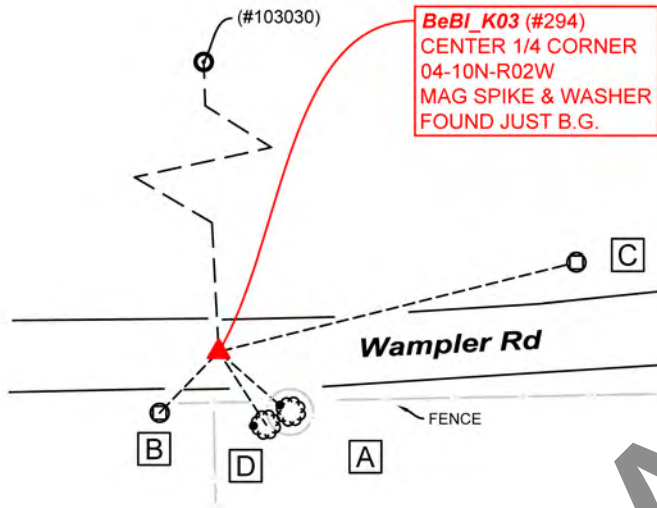 (#103030)
BeBl_K03 (#294)
CENTER 1/4 CORNER
04-10N-R02W
MAG SPIKE & WASHER
FOUND JUST B.G.
C
Wampler Rd
FENCE
B
D
A